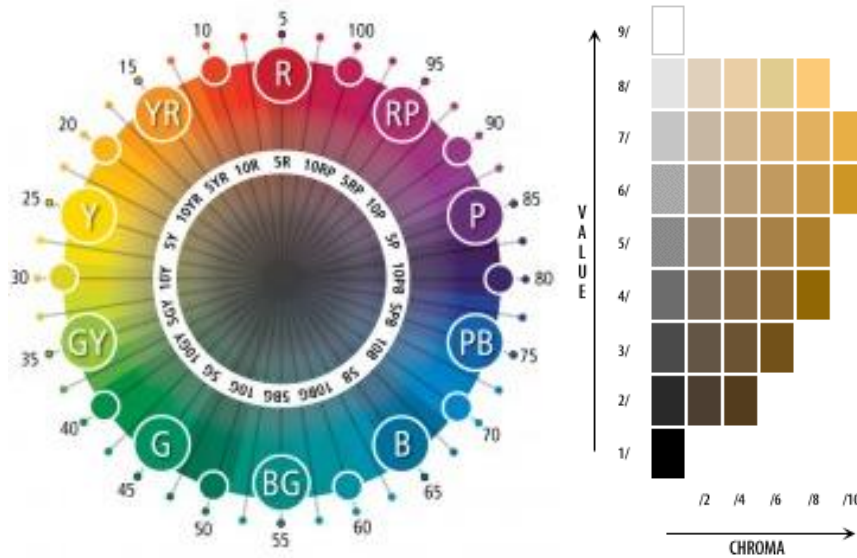 5
100
95
90
85
80
75
70
65
60
55
50
45
40
35
30
25
20
15
10
R
RP
P
PB
B
BG
G
GY
Y
YR
5R
10RP
5RP
10P
5P
10PB
5PB
10B
5B
10BG
5BG
10G
5G
10GY
5GY
10Y
5Y
10YR
5YR
10R
VALUE
9/
8/
7/
6/
5/
4/
3/
2/
1/
/2 /4 /6 /8 /10
CHROMA